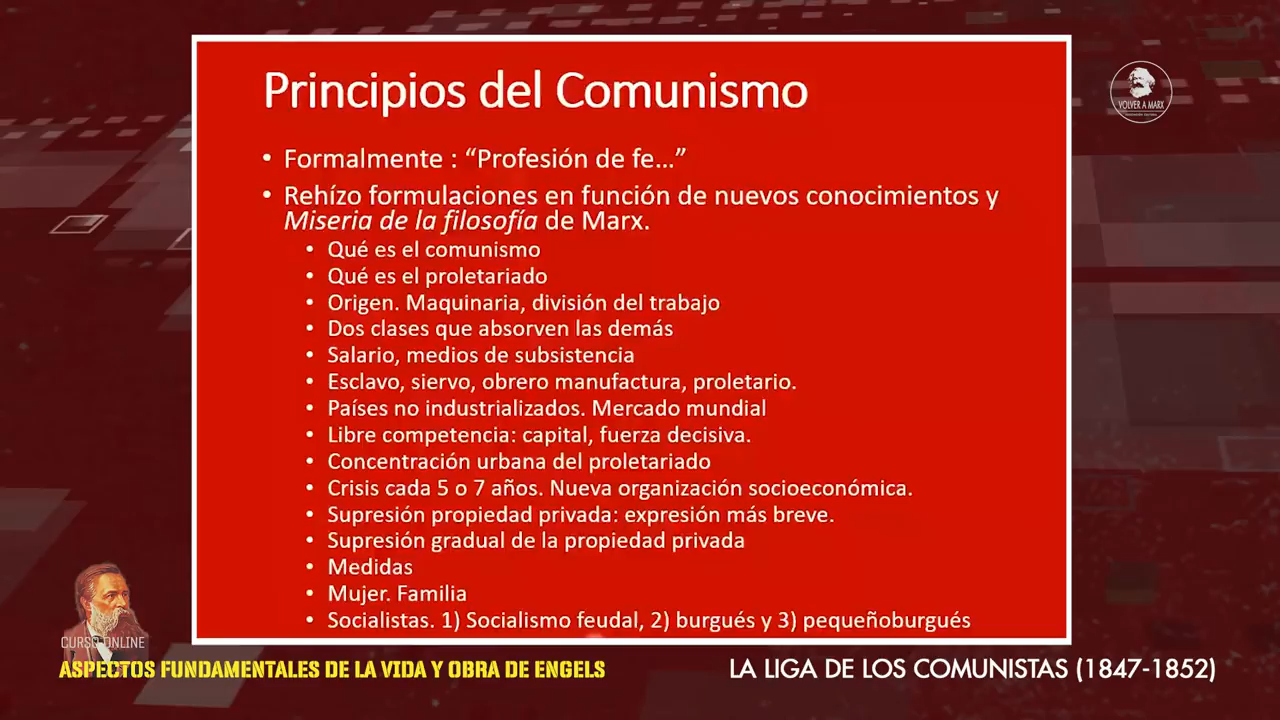 Principios del Comunismo
• Formalmente : “Profesión de fe...”
• Rehízo formulaciones en función de nuevos conocimientos y
Miseria de la filosofía de Marx.
• Qué es el comunismo
• Qué es el proletariado
• Origen. Maquinaria, división del trabajo
• Dos clases que absorven las demás
• Salario, medios de subsistencia
• Esclavo, siervo, obrero manufactura, proletario.
• Países no industrializados. Mercado mundial
• Libre competencia: capital, fuerza decisiva.
• Concentración urbana del proletariado
• Crisis cada 5 o 7 años. Nueva organización socioeconómica.
• Supresión propiedad privada: expresión más breve.
• Supresión gradual de la propiedad privada
• Medidas
• Mujer. Familia
• Socialistas. 1) Socialismo feudal, 2) burgués y 3) pequeñoburgués
VOLVER A MARX
CURSO ONLINE
ASPECTOS FUNDAMENTALES DE LA VIDA Y OBRA DE ENGELS
LA LIGA DE LOS COMUNISTAS (1847-1852)